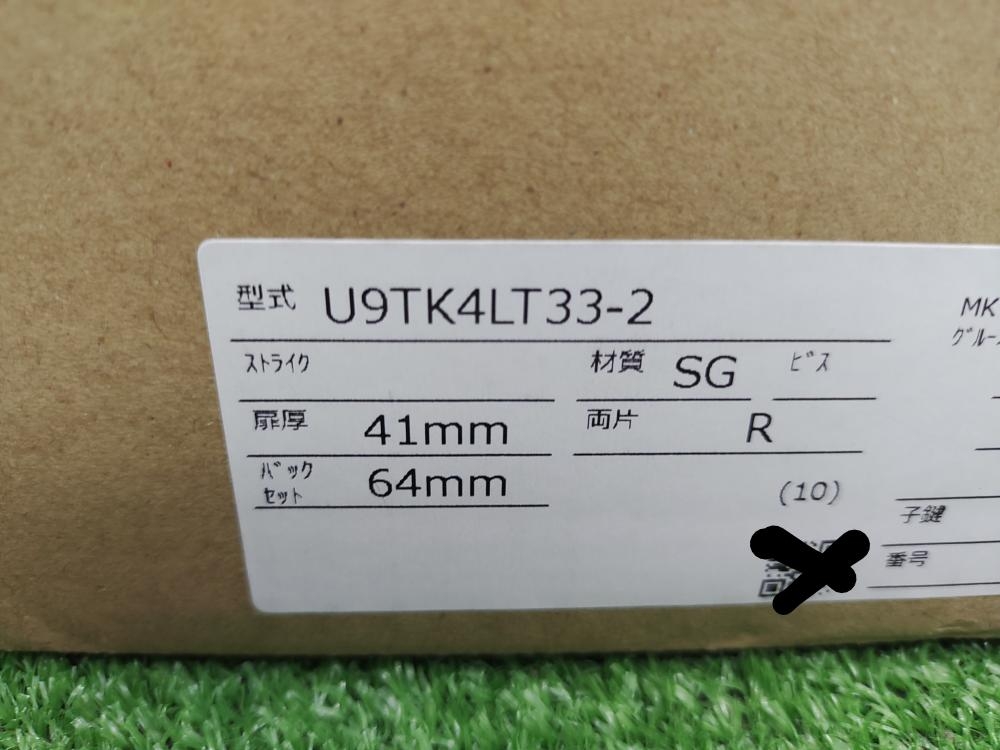 型式 U9TK4LT33-2
MK
ストライク 材質 SG ビス
扉厚 41mm 両片 R
バックセット 64mm
(10)
子鍵
番号